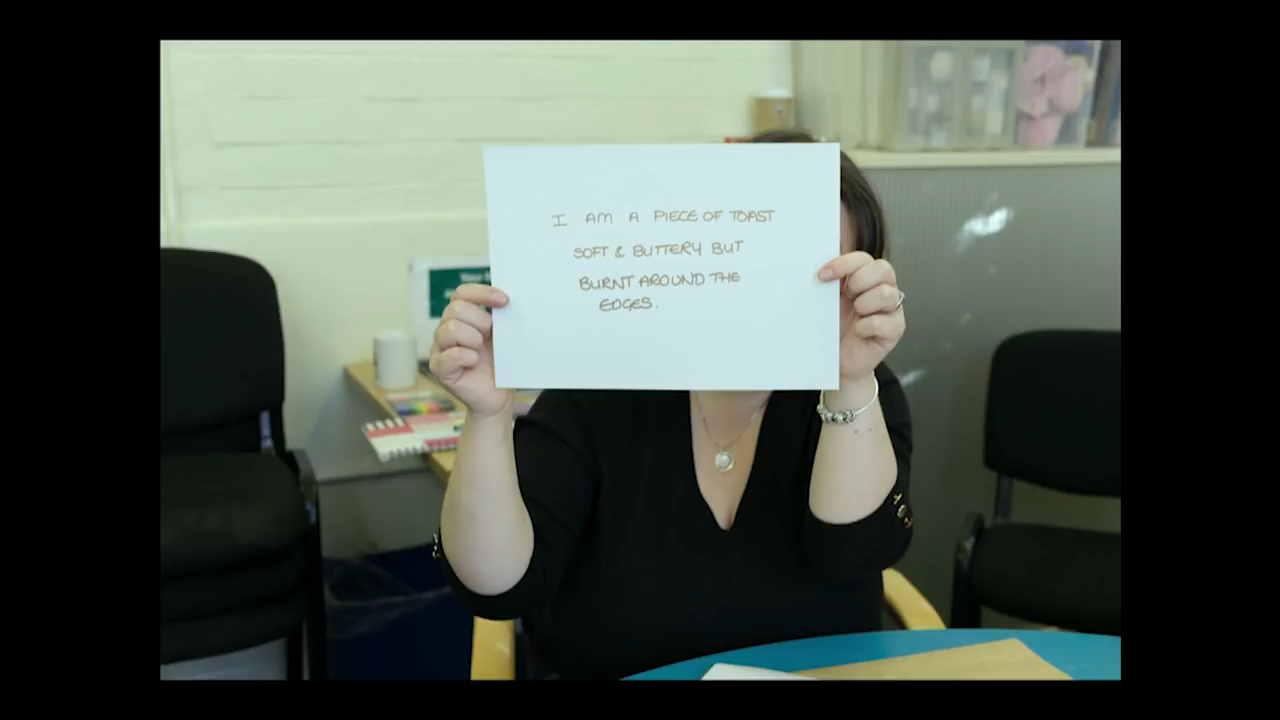 I AM A PIECE OF TOAST
SOFT & BUTTERY BUT
BURNT AROUND THE
EDGES.